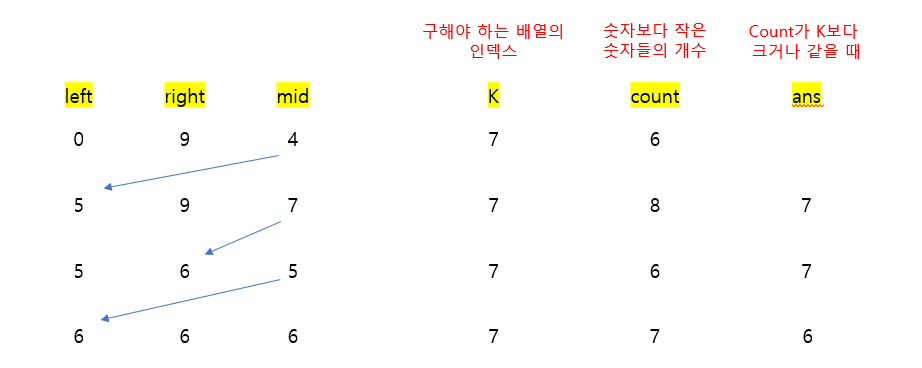 구해야 하는 배열의 숫자보다 작은 Count가 K보다
인덱스 숫자들의 개수 크거나 같을 때
left right mid K count ans
0 9 4 7 6
5 9 7 7 8 7
5 6 5 7 6 7
6 6 6 7 7 6